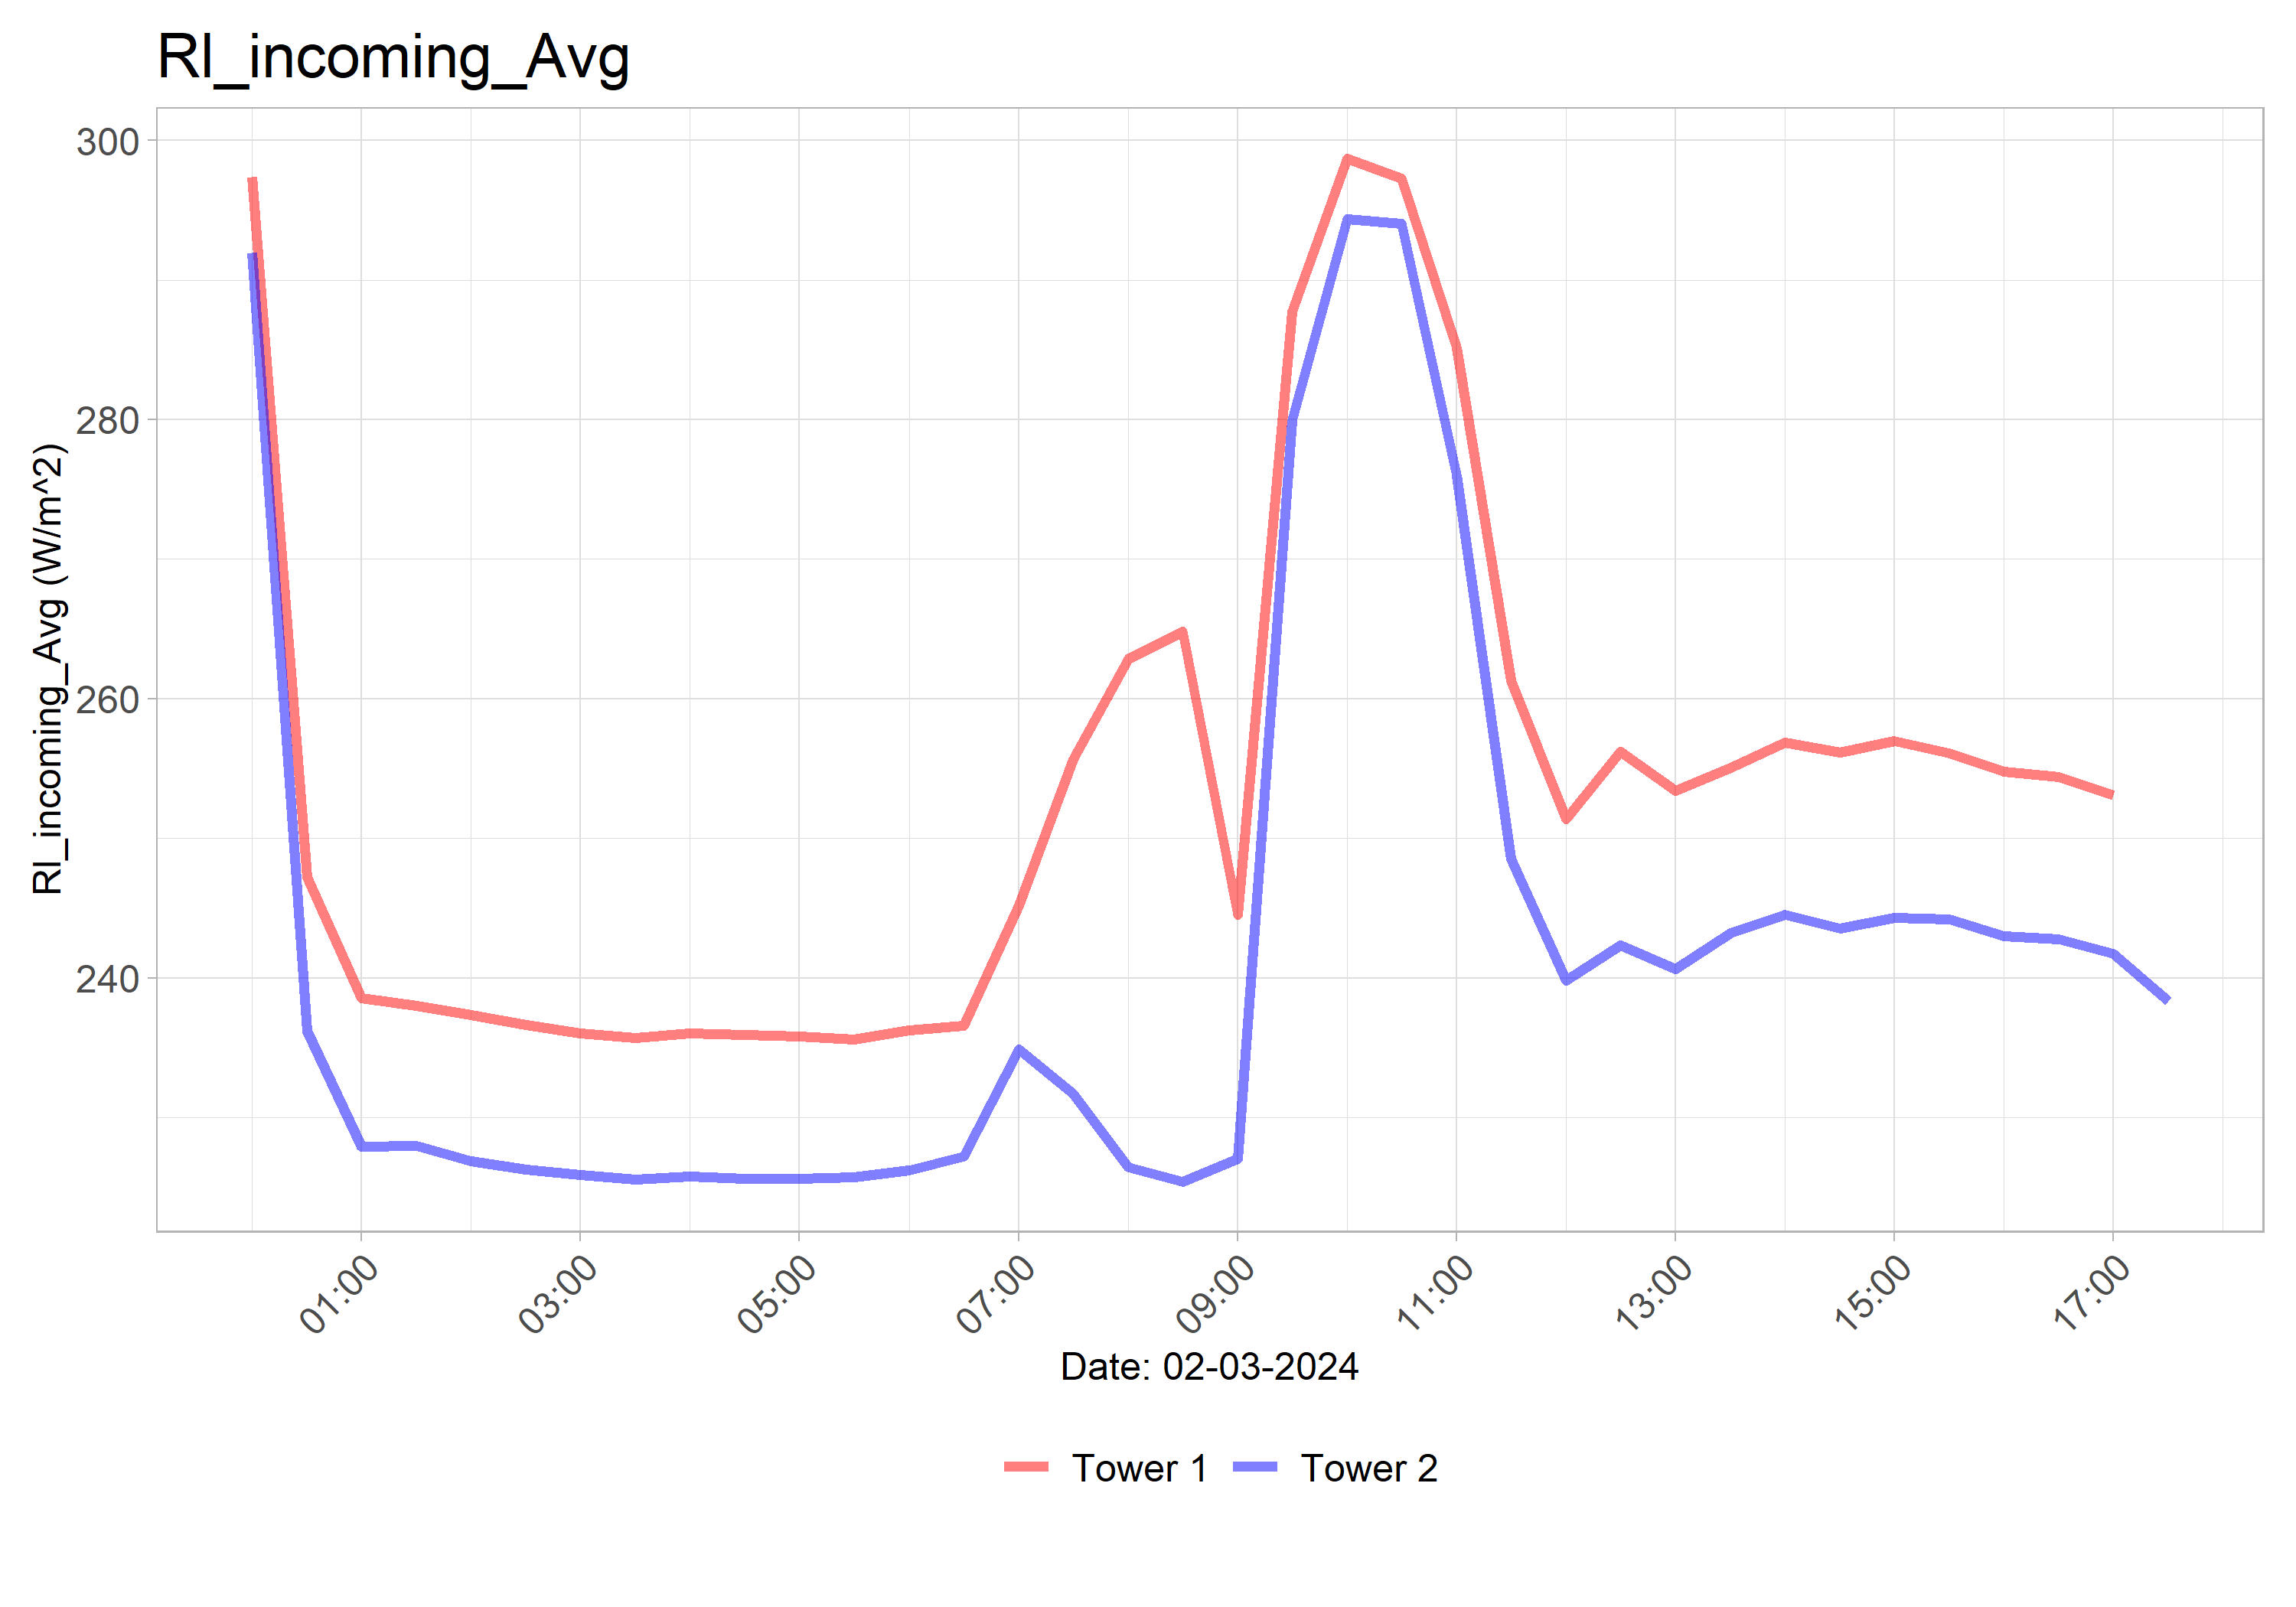 Rl_incoming_Avg
Rl_incoming_Avg (W/m^2)
300
280
260
240
01:00 03:00 05:00 07:00 09:00 11:00 13:00 15:00 17:00
Date: 02-03-2024
Tower 1 Tower 2